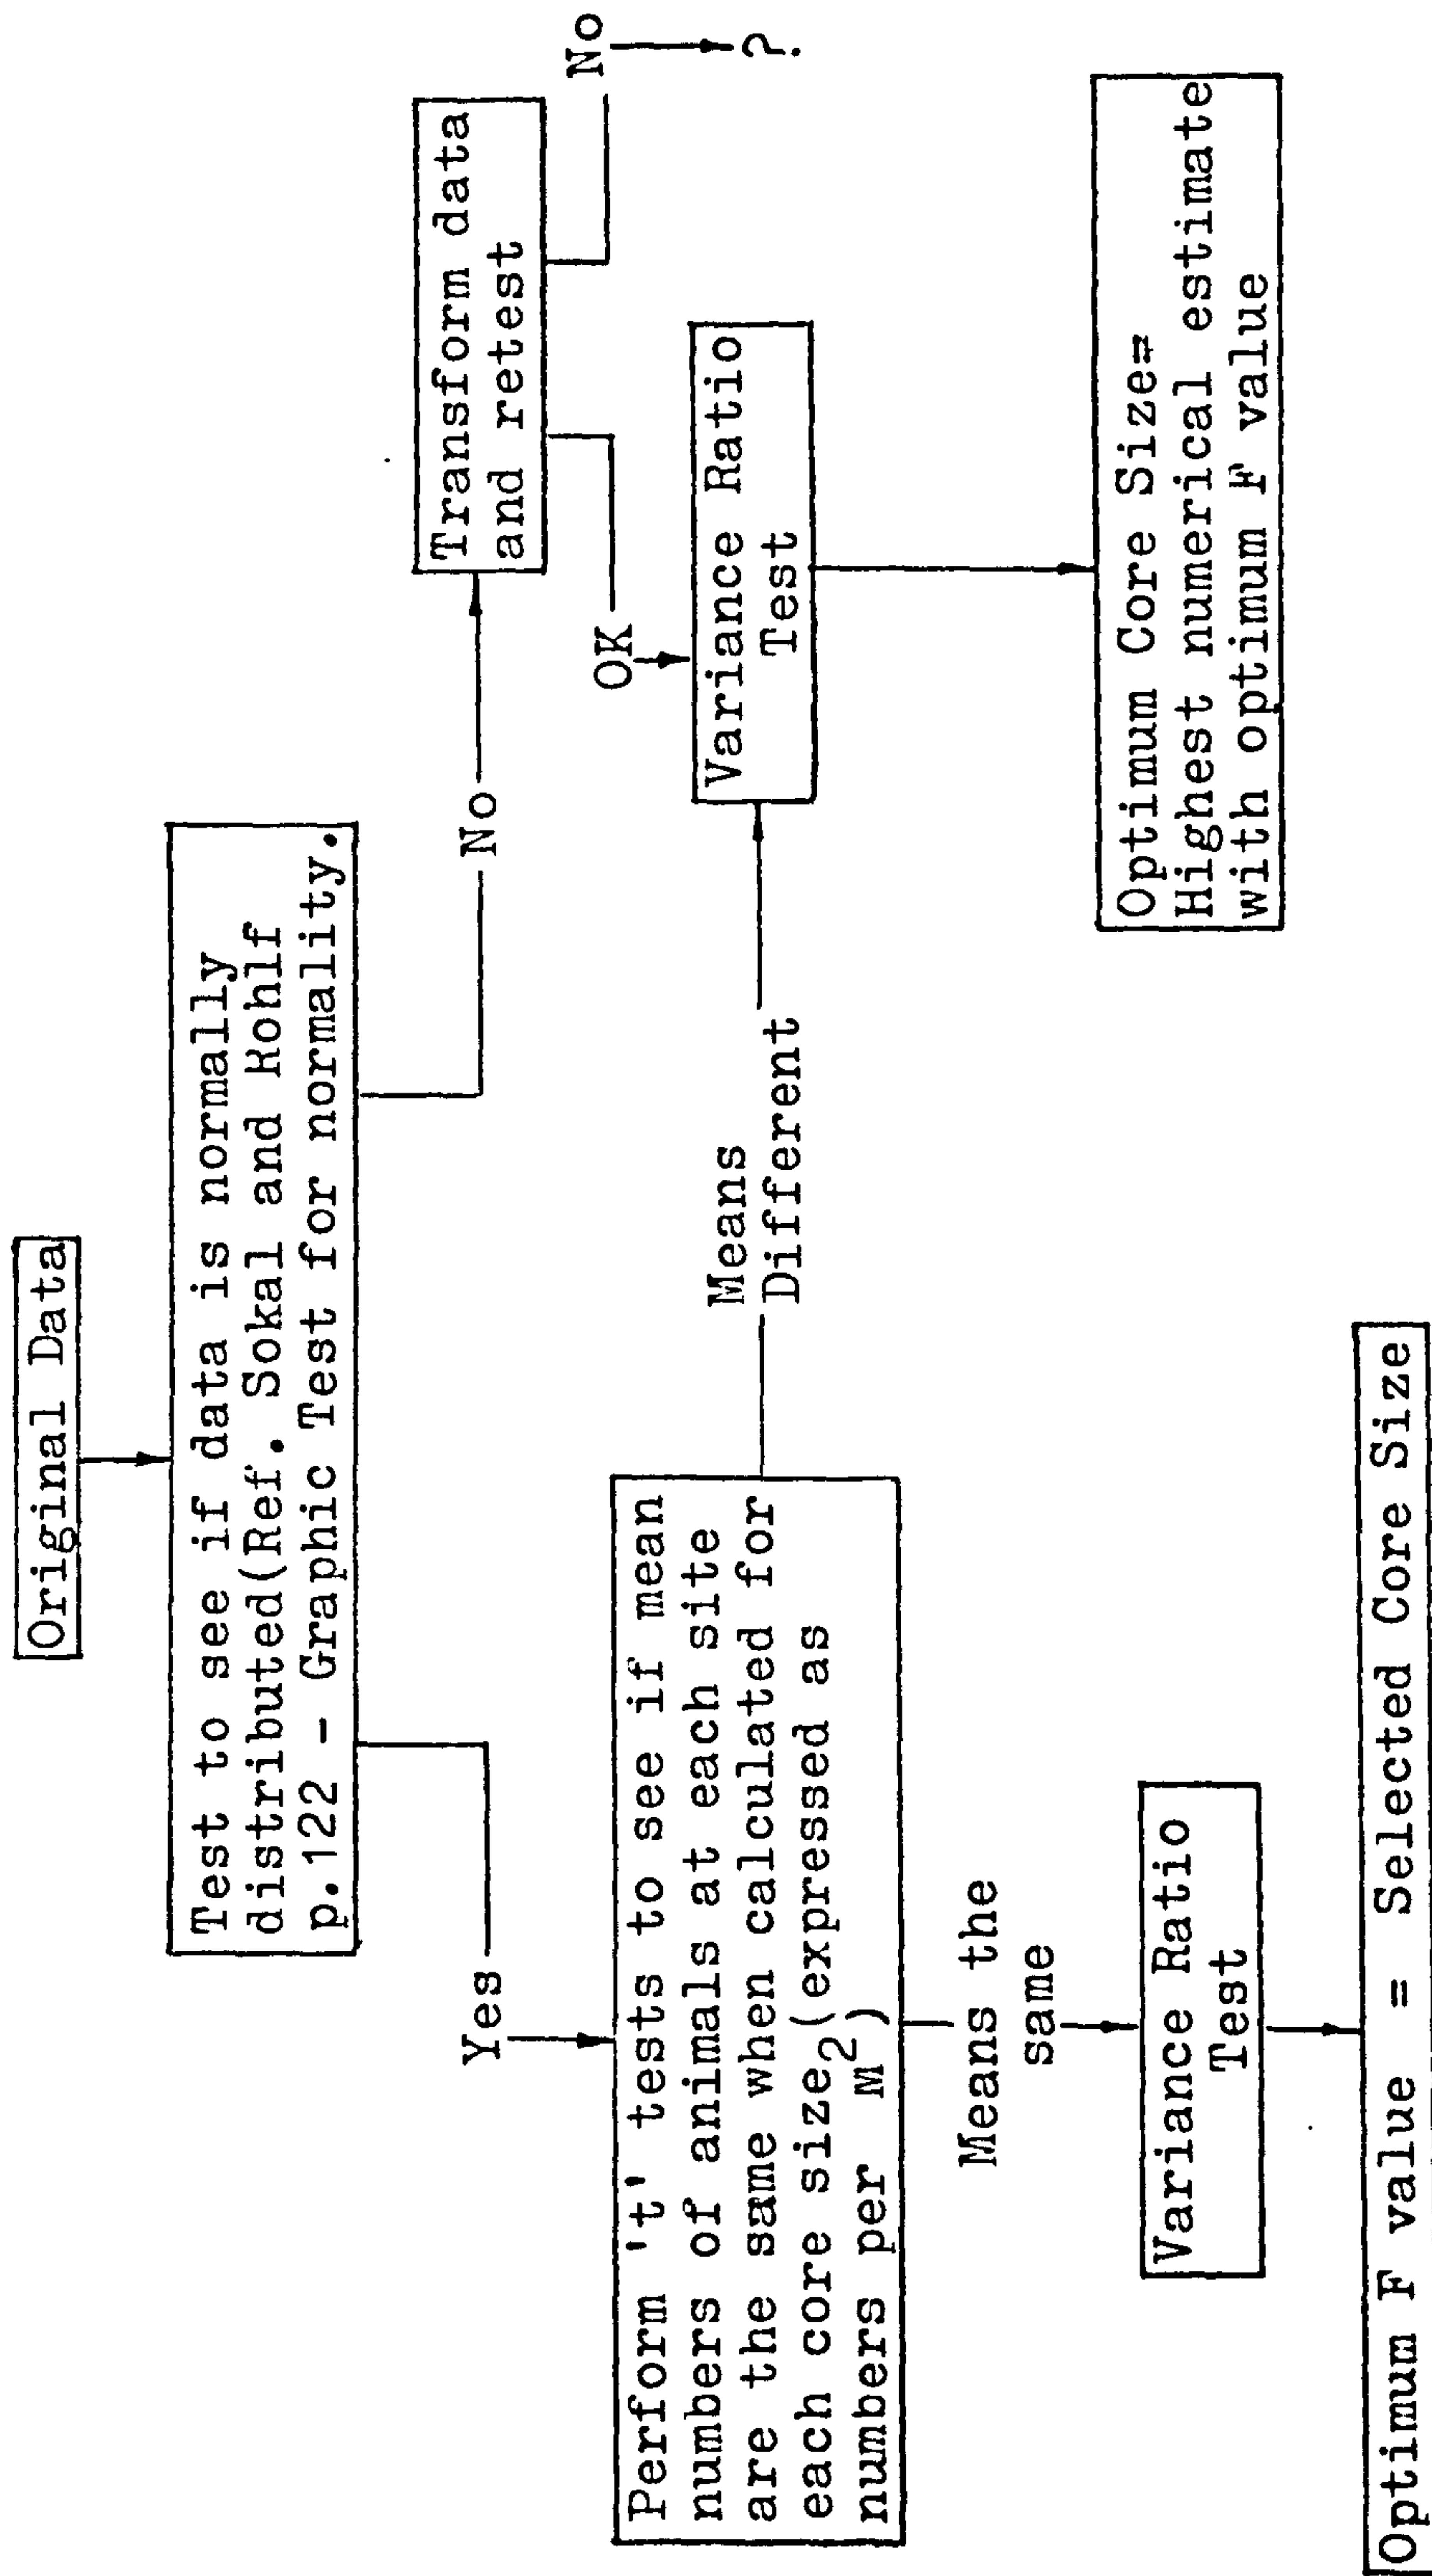 Original Data
Test to see if data is normally
distributed(Ref. Sokal and Rohlf
p.122 - Graphic Test for normality.
Yes
No
Transform data
and retest
No
?
OK
Perform 't' tests to see if mean
numbers of animals at each site
are the same when calculated for
each core size (expressed as
numbers per M²)
Means
Different
Variance Ratio
Test
Means the
same
Variance Ratio
Test
Optimum Core Size=
Highest numerical estimate
with optimum F value
Optimum F value = Selected Core Size